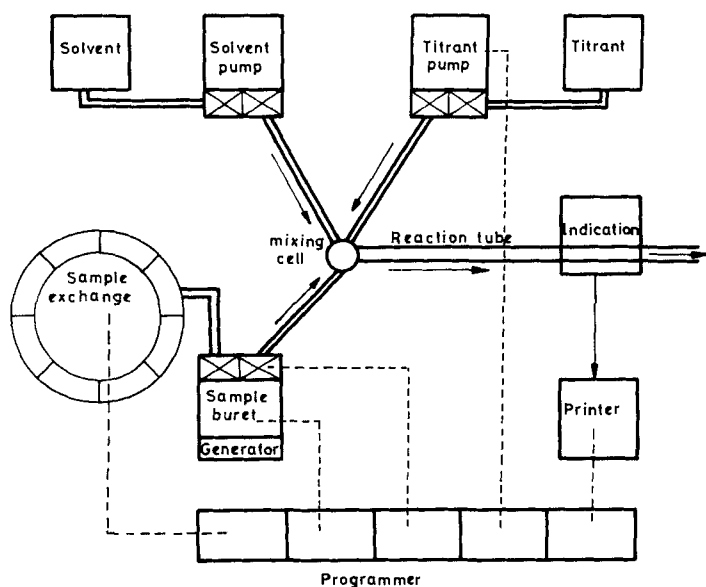 Solvent
Solvent
pump
Titrant
pump
Titrant
mixing
cell
Reaction tube
Indication
Sample
exchange
Sample
buret
Generator
Printer
Programmer